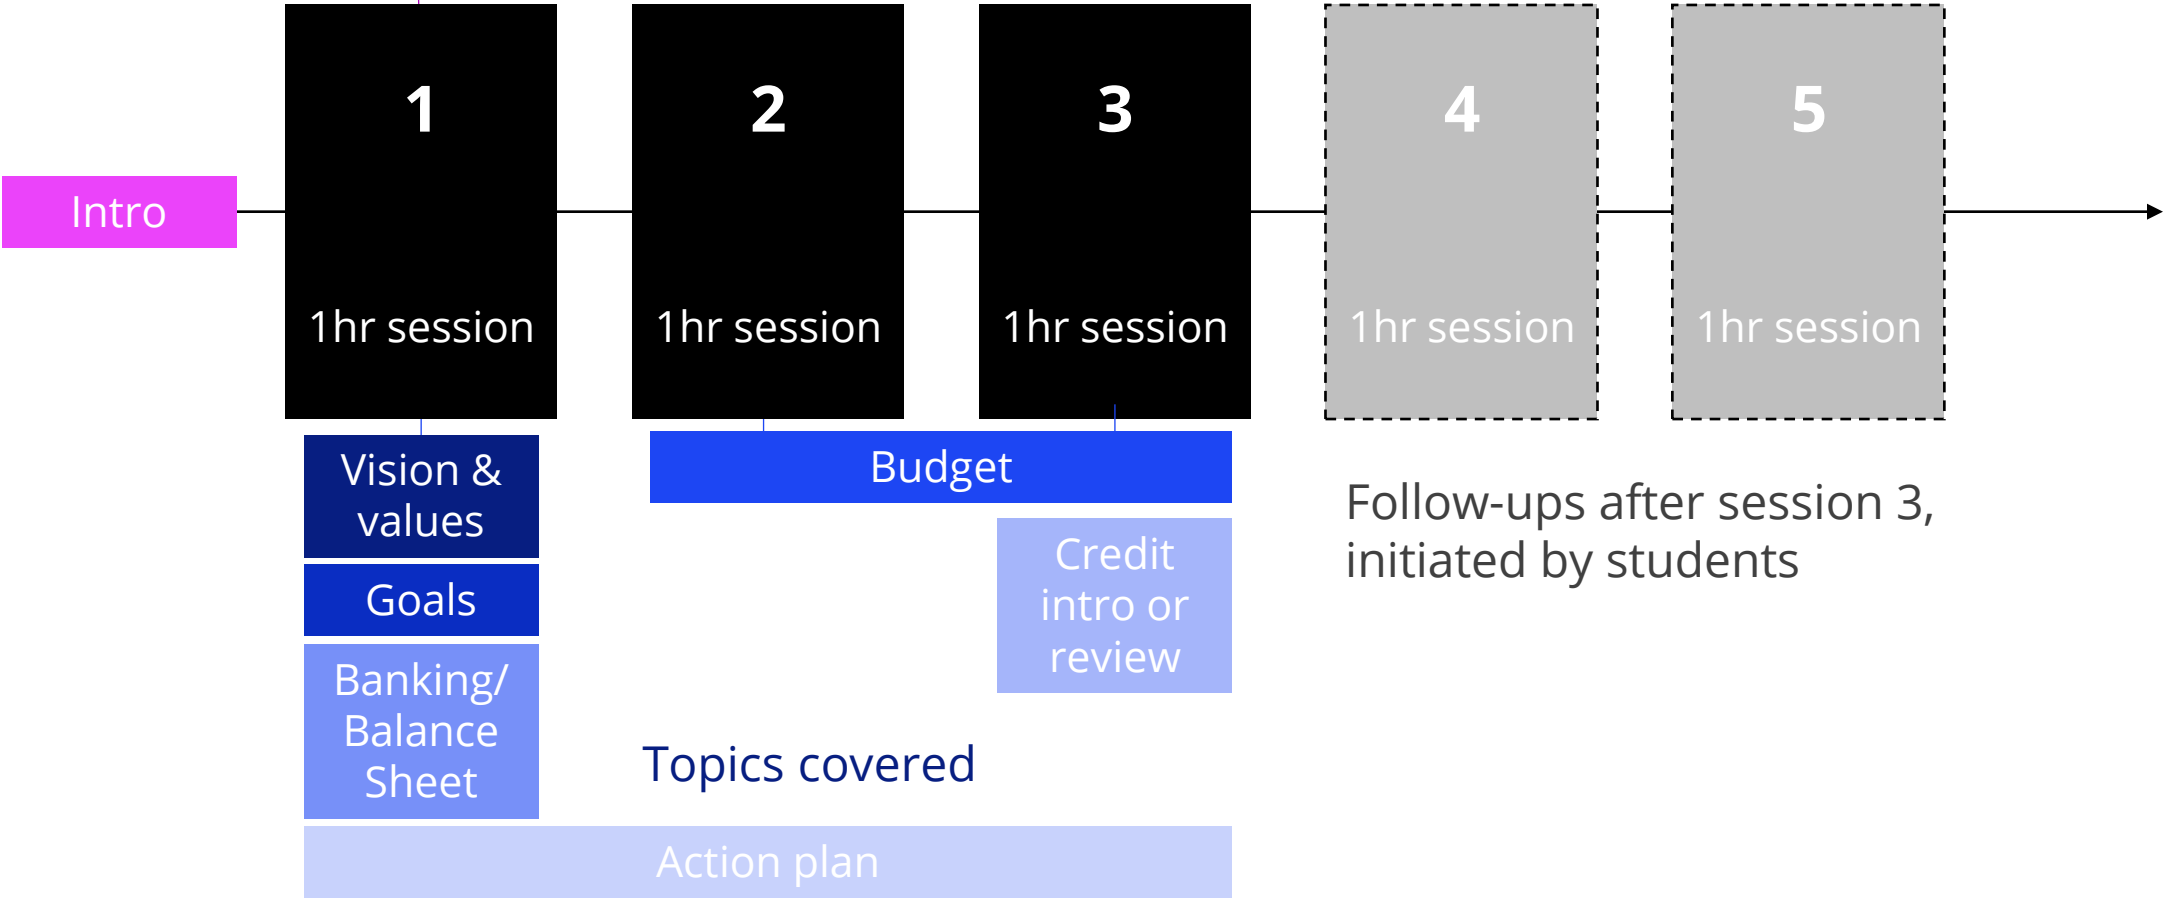 1
2
3
4
5
Intro
1hr session
1hr session
1hr session
1hr session
1hr session
Vision &
values
Goals
Banking/
Balance
Sheet
Budget
Credit
intro or
review
Follow-ups after session 3,
initiated by students
Topics covered
Action plan